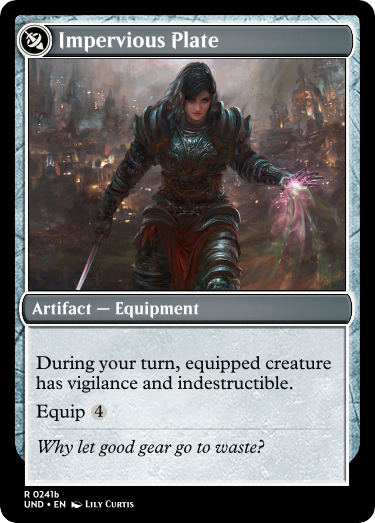 Impervious Plate
Artifact — Equipment
During your turn, equipped creature
has vigilance and indestructible.
Equip 4
Why let good gear go to waste?
R 0241b
UND • EN Lily Curtis